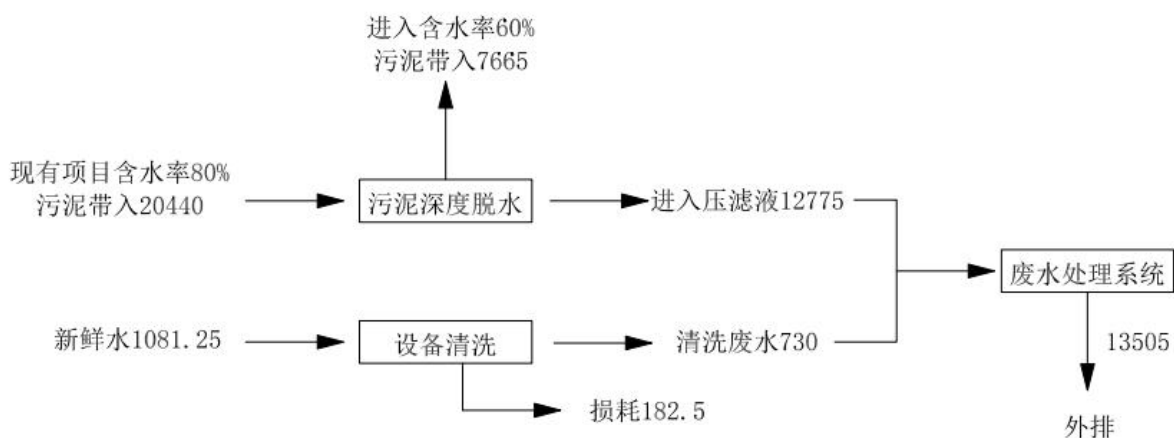 进入含水率60%
污泥带入7665
现有项目含水率80%
污泥带入20440
污泥深度脱水
进入压滤液12775
废水处理系统
新鲜水1081.25
设备清洗
清洗废水730
13505
损耗182.5
外排